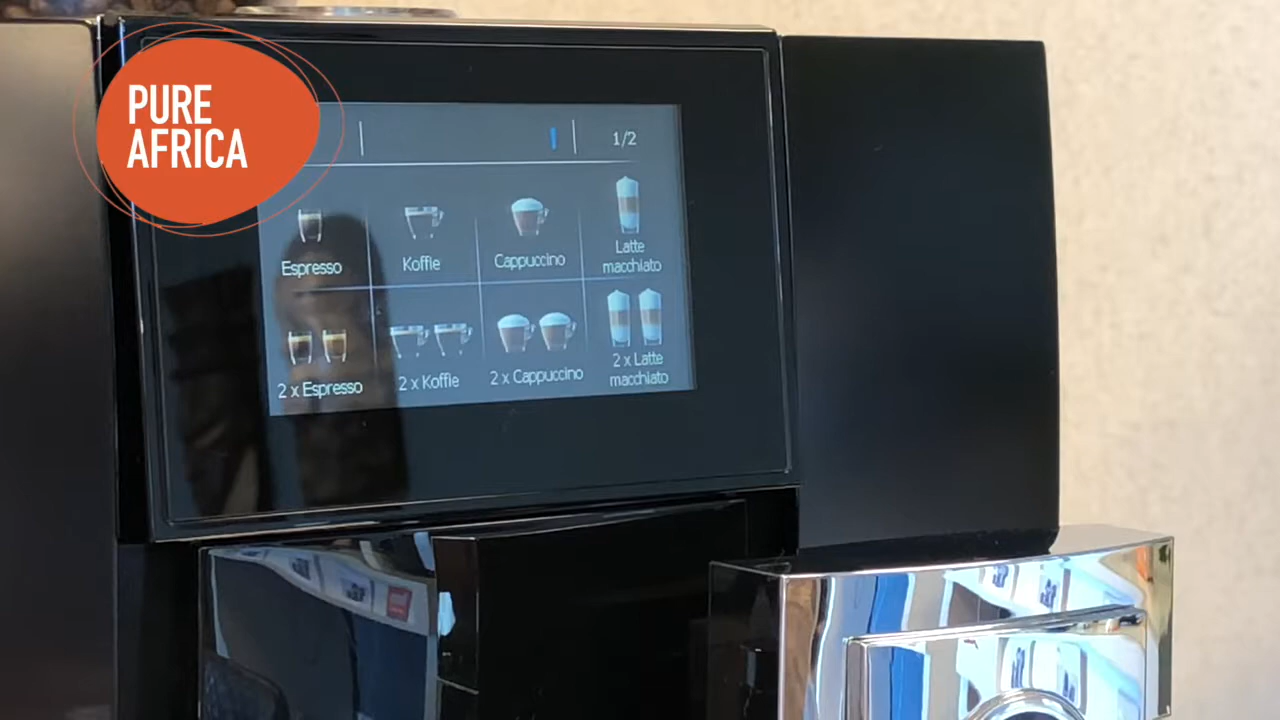 PURE
AFRICA
1/2
Espresso
Koffie
Cappuccino
Latte
macchiato
2 x Espresso
2 x Koffie
2 x Cappuccino
2 x Latte
macchiato